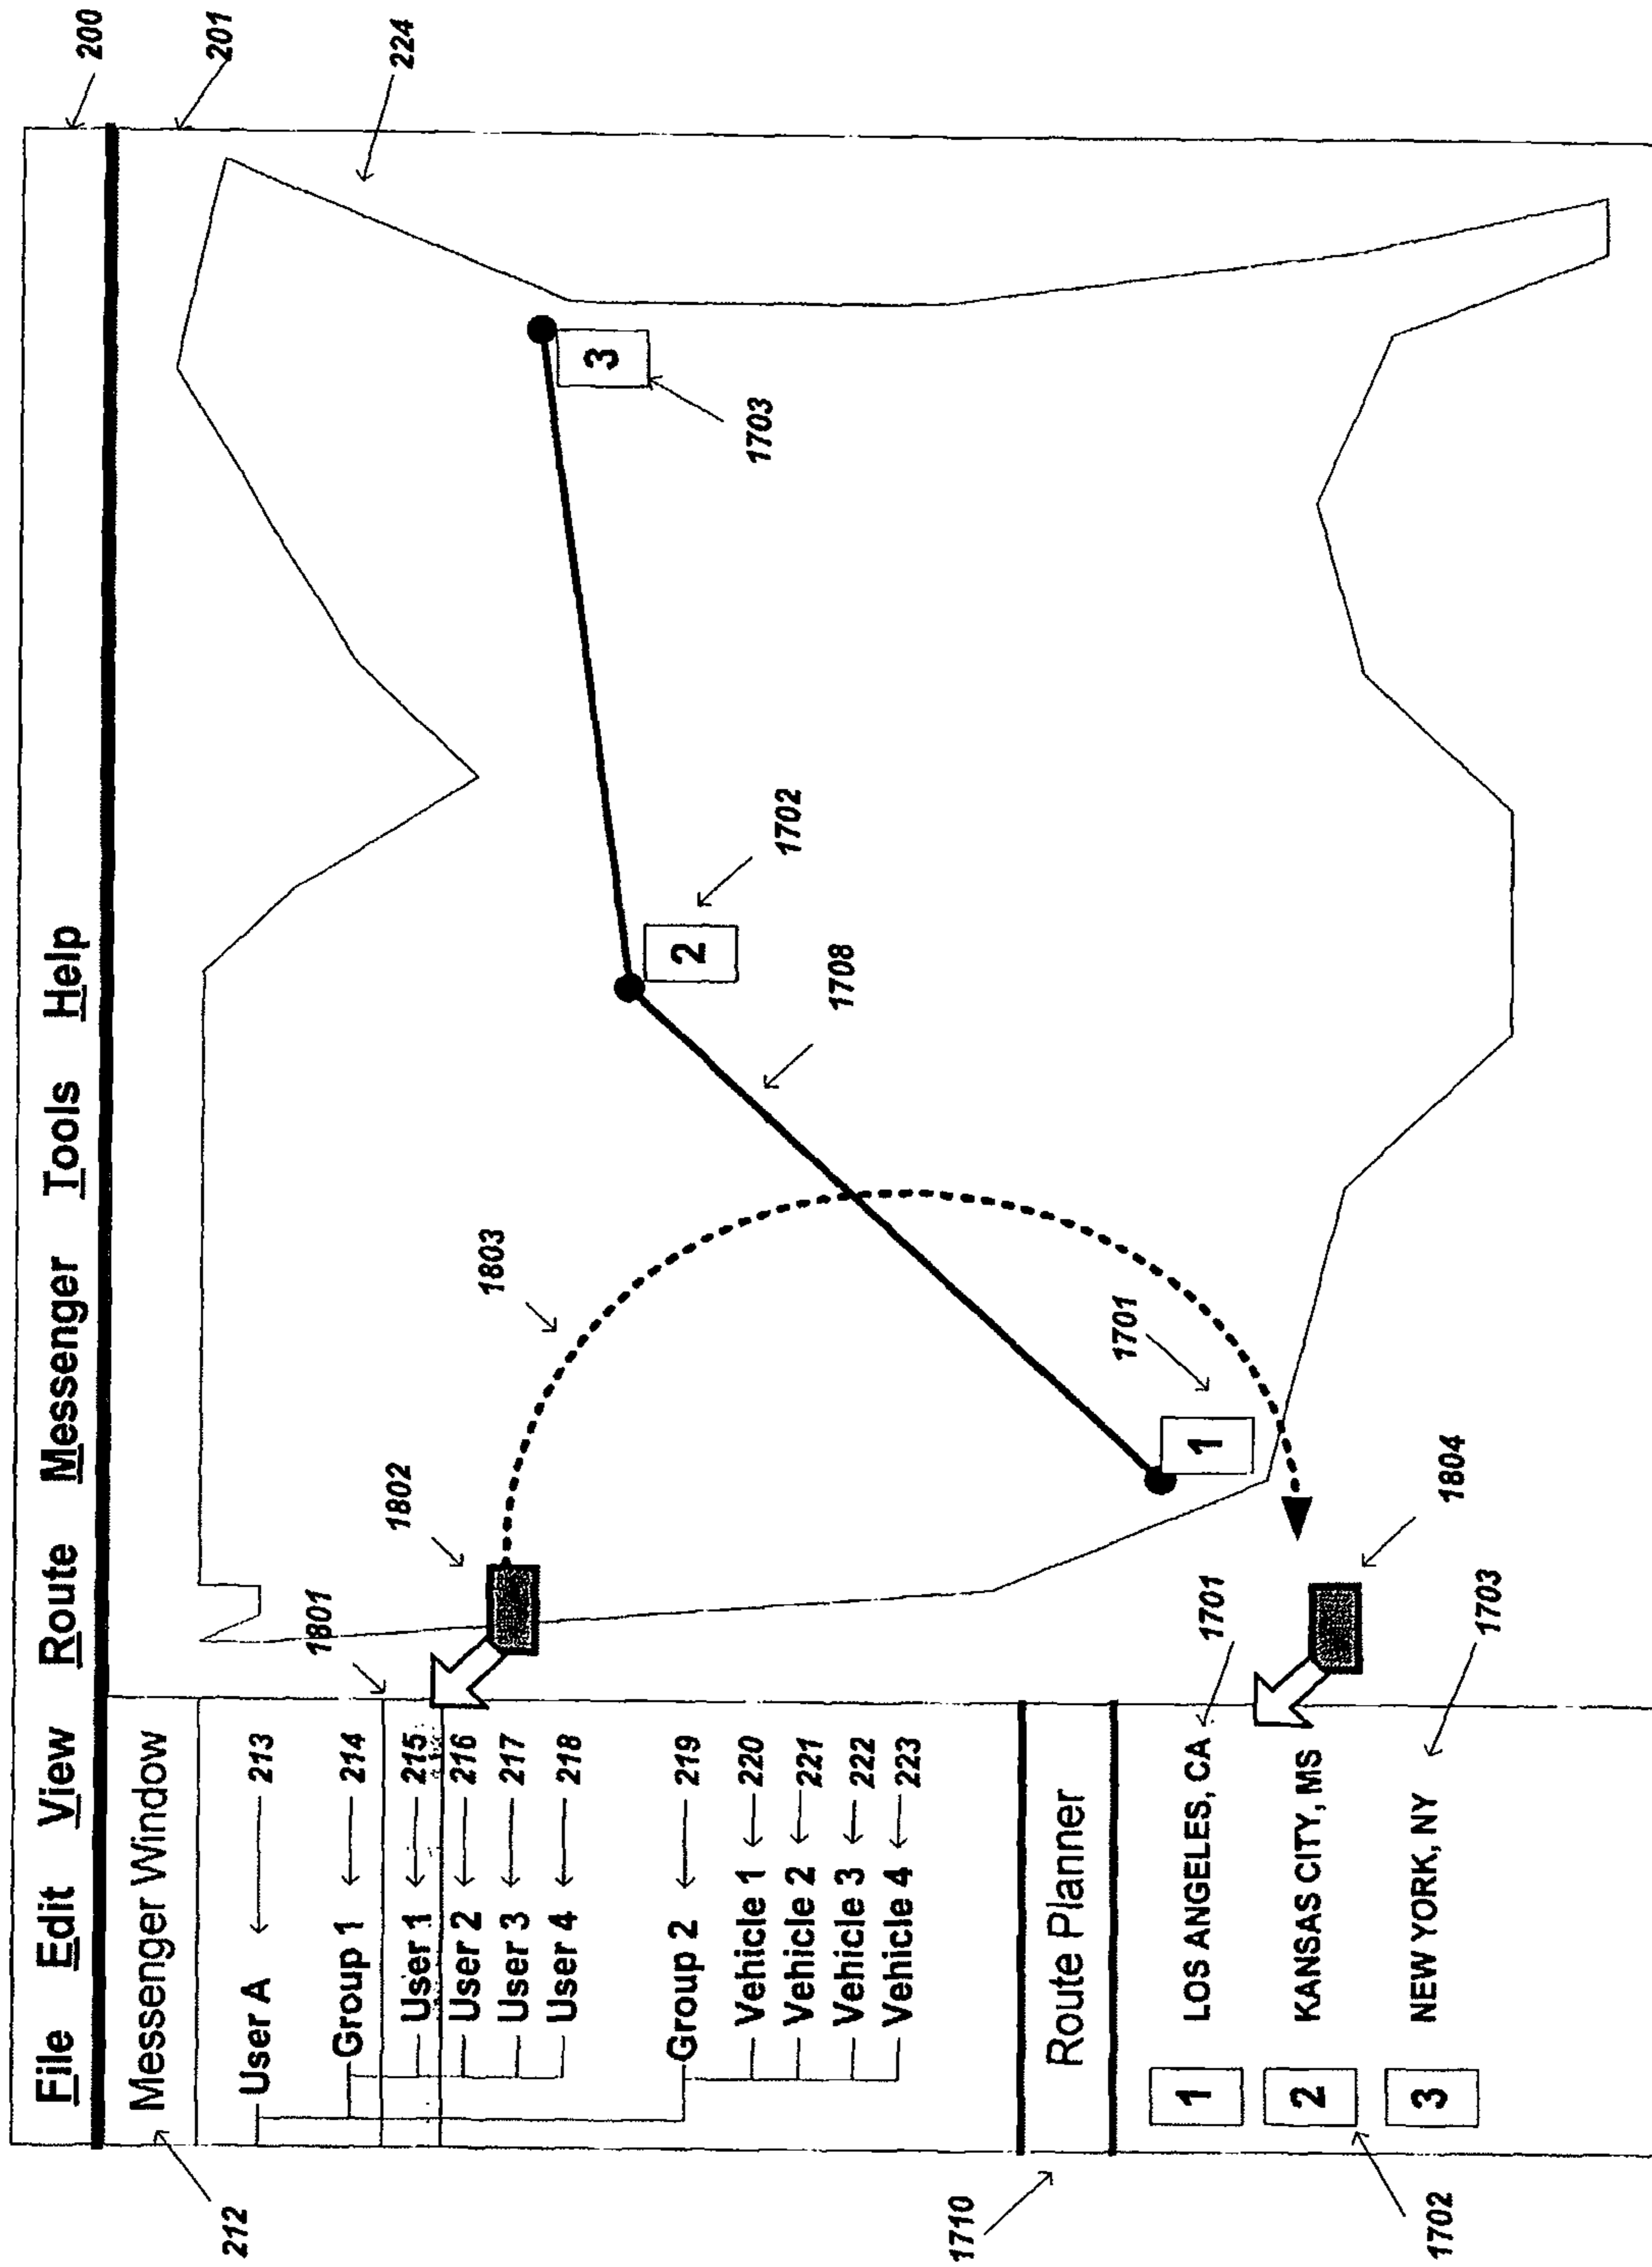 File Edit View Route Messenger Tools Help
200
201
224
212
Messenger Window
User A
213
Group 1
214
1801
User 1
215
1802
User 2
216
User 3
217
User 4
218
Group 2
219
Vehicle 1
220
Vehicle 2
221
Vehicle 3
222
Vehicle 4
223
1803
3
1703
2
1702
1708
1701
1
1710
Route Planner
1 LOS ANGELES, CA
1701
2 KANSAS CITY, MS
1702
1804
3 NEW YORK, NY
1703